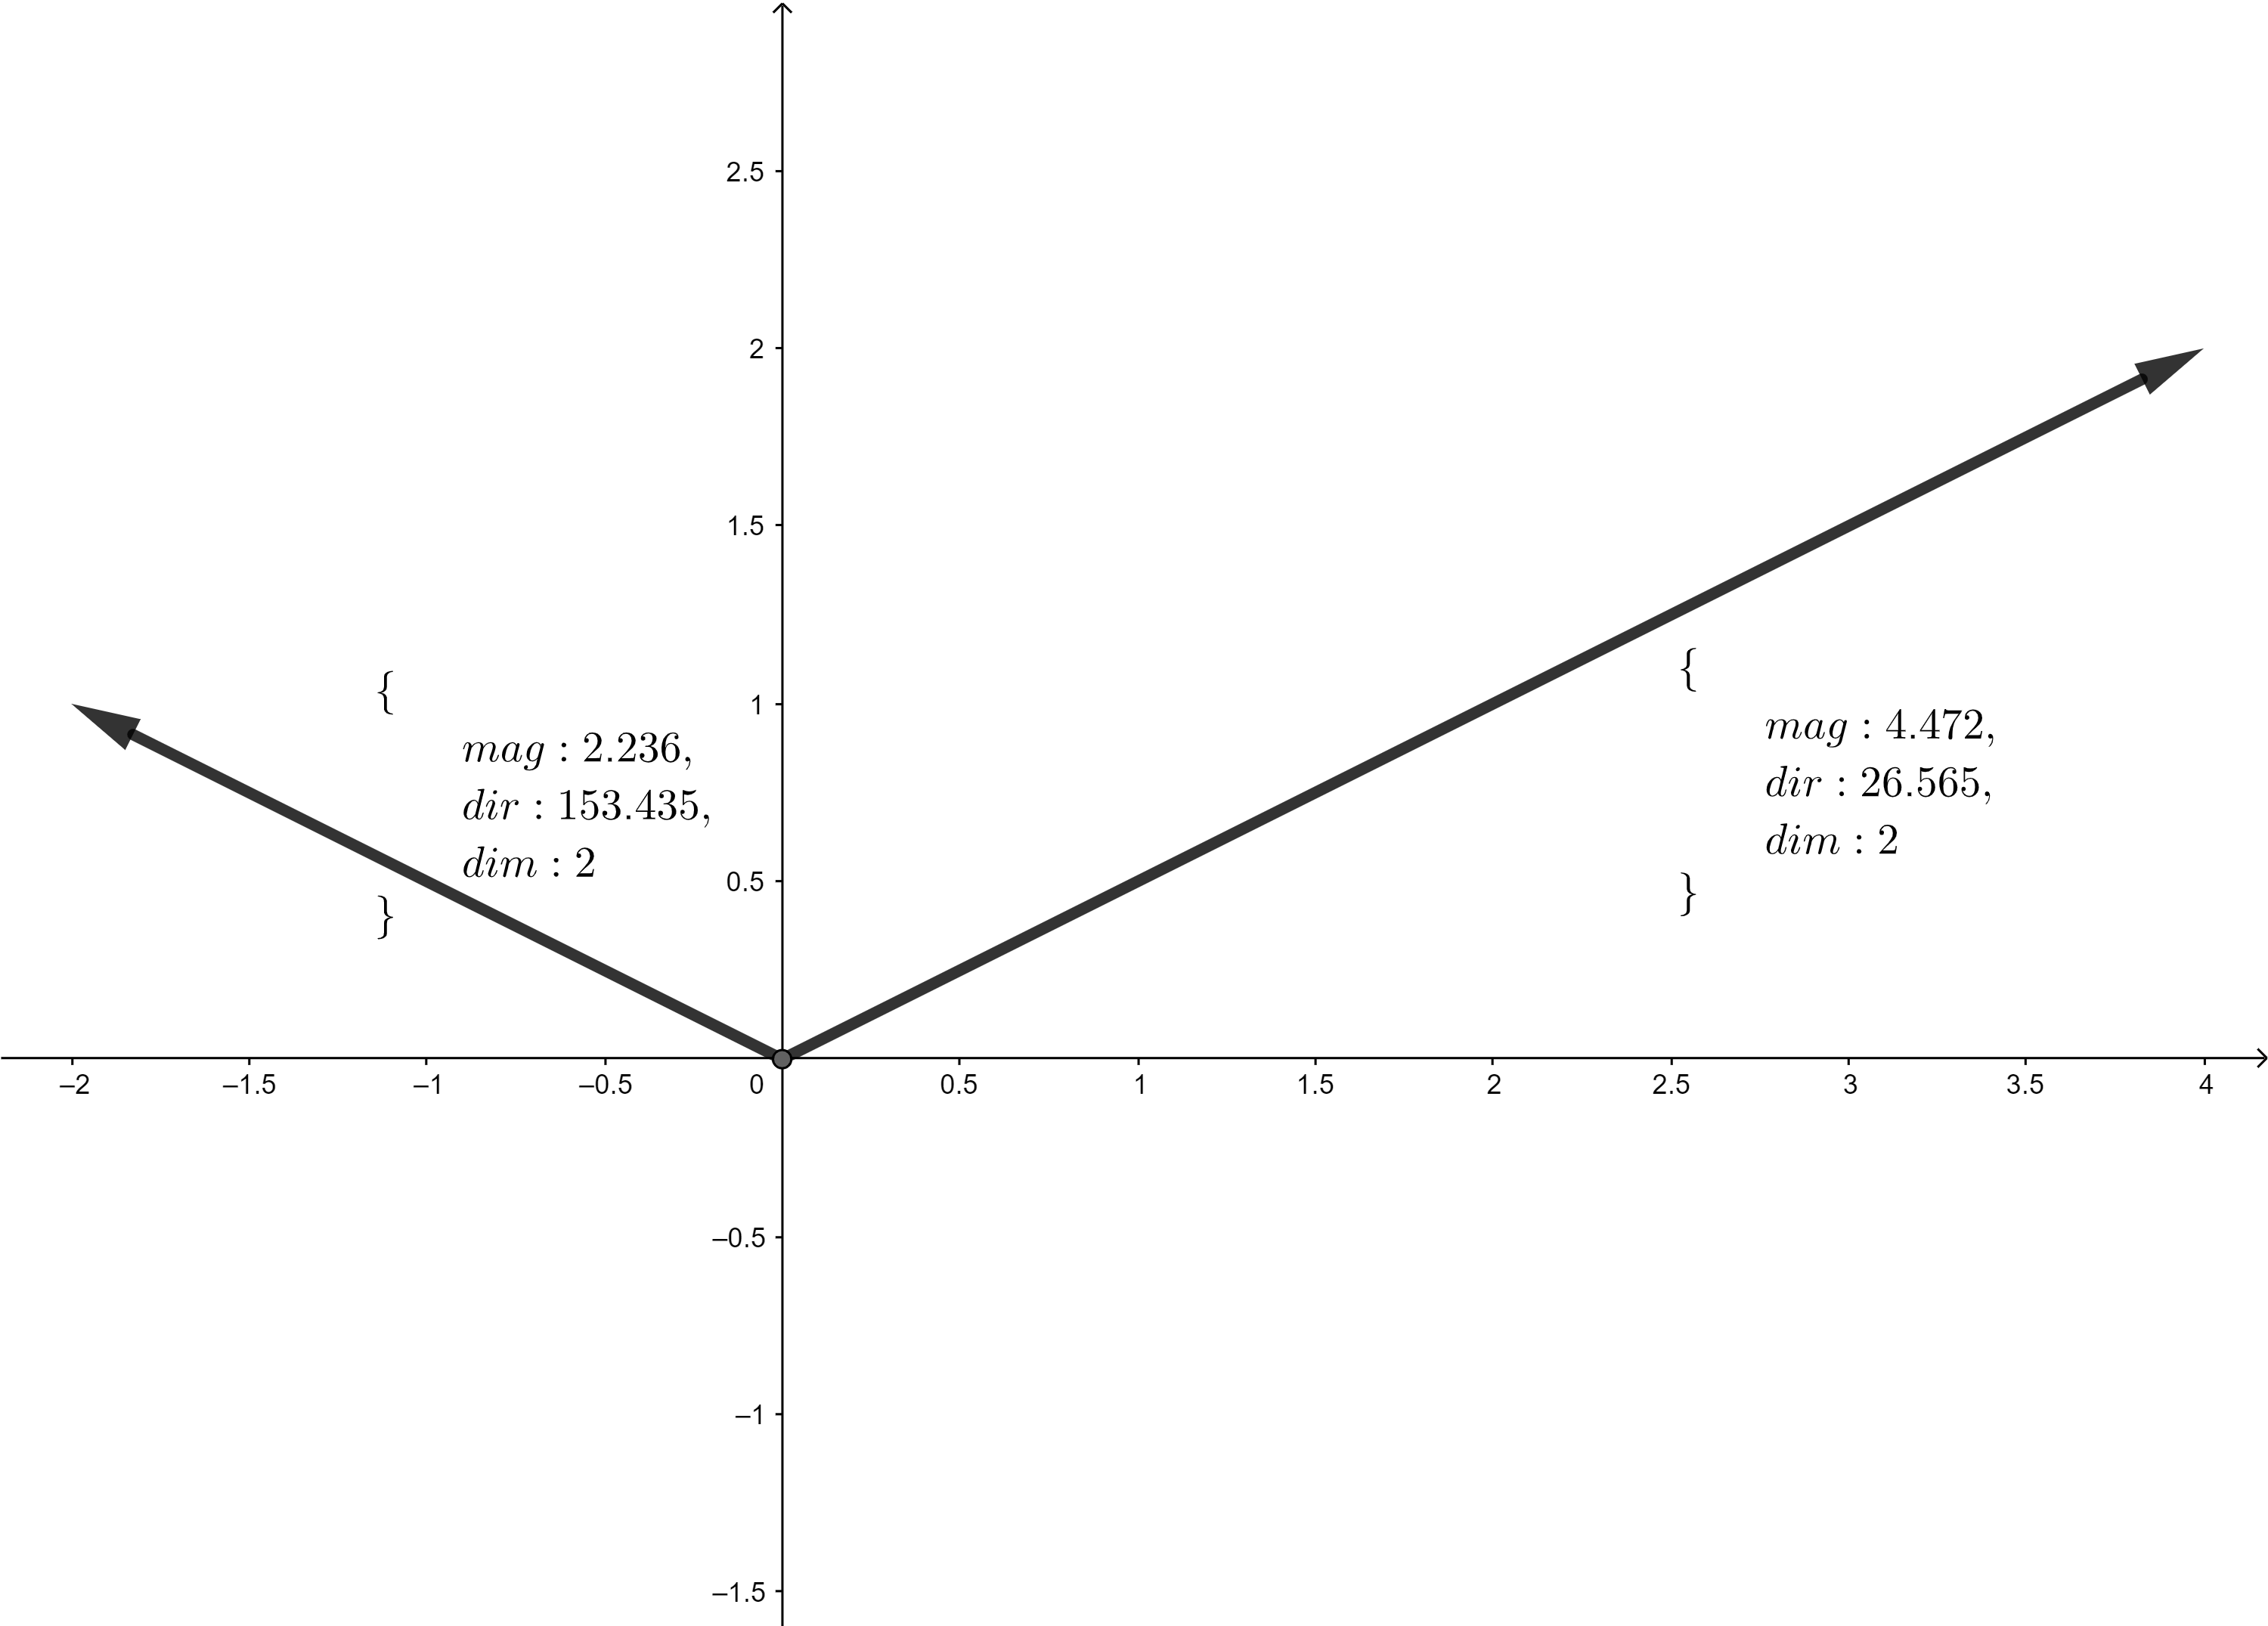 2.5
2
1.5
{
mag : 4.472,
dir : 26.565,
dim : 2
}
{
mag : 2.236,
dir : 153.435,
dim : 2
}
1
0.5
–2 –1.5 –1 –0.5 0 0.5 1 1.5 2 2.5 3 3.5 4
–0.5
–1
–1.5